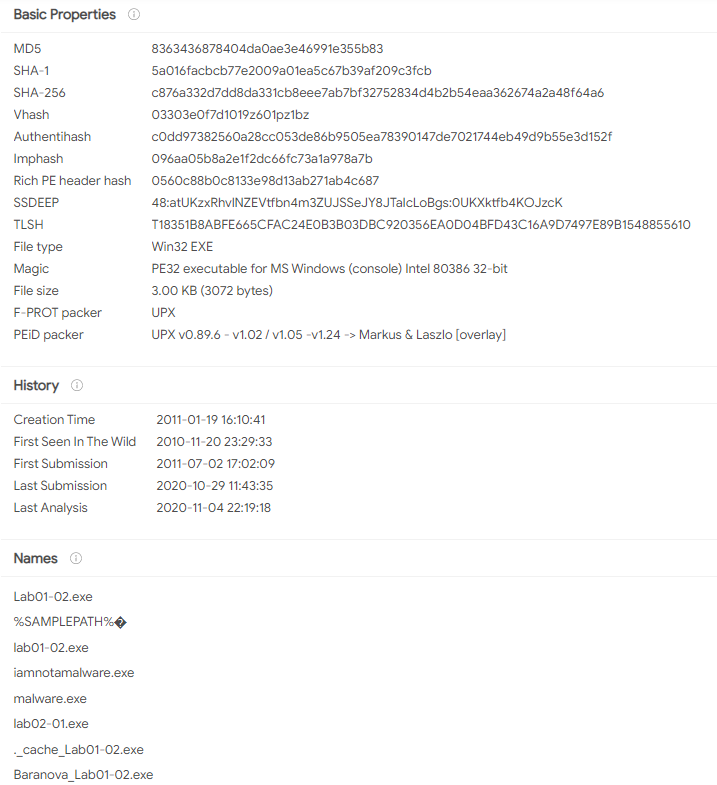 Basic Properties
MD5 8363436878404da0ae3e46991e355b83
SHA-1 5a016facbcb77e2009a01ea5c67b39af209c3fcb
SHA-256 c876a332d7dd8da331cb8eee7ab7bf32752834d4b2b54eaa362674a2a48f64a6
Vhash 03303e0f7d1019z601pz1bz
Authentihash c0dd97382560a28cc053de86b9505ea78390147de7021744eb49d9b55e3d152f
Imphash 096aa05b8a2e1f2dc66fc73a1a978a7b
Rich PE header hash 0560c88b0c8133e98d13ab271ab4c687
SSDEEP 48:atUKzxRhvlNZEVtfbn4m3ZUJSSeJY8JTaIcLoBgs:0UKXktfb4KOJzcK
TLSH T18351B8ABFE665CFAC24E0B3B03DBC920356EA0D04BFD43C16A9D7497E89B1548855610
File type Win32 EXE
Magic PE32 executable for MS Windows (console) Intel 80386 32-bit
File size 3.00 KB (3072 bytes)
F-PROT packer UPX
PEiD packer UPX v0.89.6 - v1.02 / v1.05 -v1.24 -> Markus & Laszlo [overlay]
History
Creation Time 2011-01-19 16:10:41
First Seen In The Wild 2010-11-20 23:29:33
First Submission 2011-07-02 17:02:09
Last Submission 2020-10-29 11:43:35
Last Analysis 2020-11-04 22:19:18
Names
Lab01-02.exe
%SAMPLEPATH%�
lab01-02.exe
iamnotamalware.exe
malware.exe
lab02-01.exe
._cache_Lab01-02.exe
Baranova_Lab01-02.exe